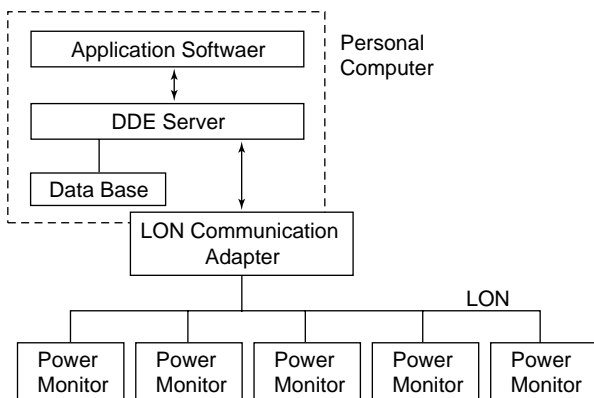 Application Softwaer
Personal
Computer
DDE Server
Data Base
LON Communication
Adapter
LON
Power
Monitor
Power
Monitor
Power
Monitor
Power
Monitor
Power
Monitor